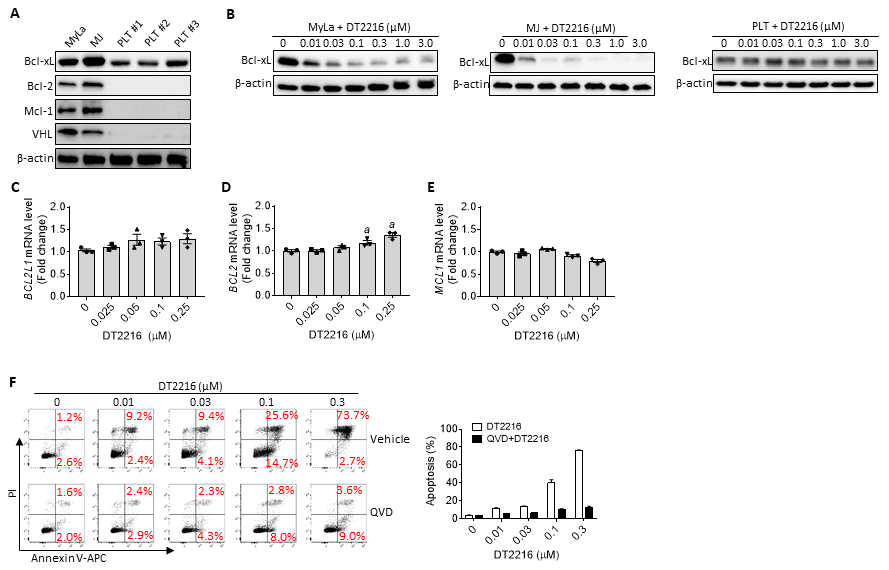 A
MyLa
MJ
PLT #1
PLT #2
PLT #3
Bcl-xL
Bcl-2
Mcl-1
VHL
β-actin
B
MyLa + DT2216 (μM)
0 0.01 0.03 0.1 0.3 1.0 3.0
Bcl-xL
β-actin
MJ + DT2216 (μM)
0 0.01 0.03 0.1 0.3 1.0 3.0
Bcl-xL
β-actin
PLT + DT2216 (μM)
0 0.01 0.03 0.1 0.3 1.0 3.0
Bcl-xL
β-actin
C
BCL2L1 mRNA level
(Fold change)
2.0
1.5
1.0
0.5
0.0
0 0.025 0.05 0.1 0.25
DT2216 (μM)
D
BCL2 mRNA level
(Fold change)
2.0
1.5
1.0
0.5
0.0
a a
0 0.025 0.05 0.1 0.25
DT2216 (μM)
E
MCL1 mRNA level
(Fold change)
2.0
1.5
1.0
0.5
0.0
0 0.025 0.05 0.1 0.25
DT2216 (μM)
F
DT2216 (μM)
0 0.01 0.03 0.1 0.3
1.2% 9.2% 9.4% 25.6% 73.7%
Vehicle
2.6% 2.4% 4.1% 14.7% 2.7%
1.6% 2.4% 2.3% 2.8% 3.6%
QVD
2.0% 2.9% 4.3% 8.0% 9.0%
PI
Annexin V-APC
Apoptosis (%)
100
80
60
40
20
0
DT2216
QVD+DT2216
0 0.01 0.03 0.1 0.3
DT2216 (μM)